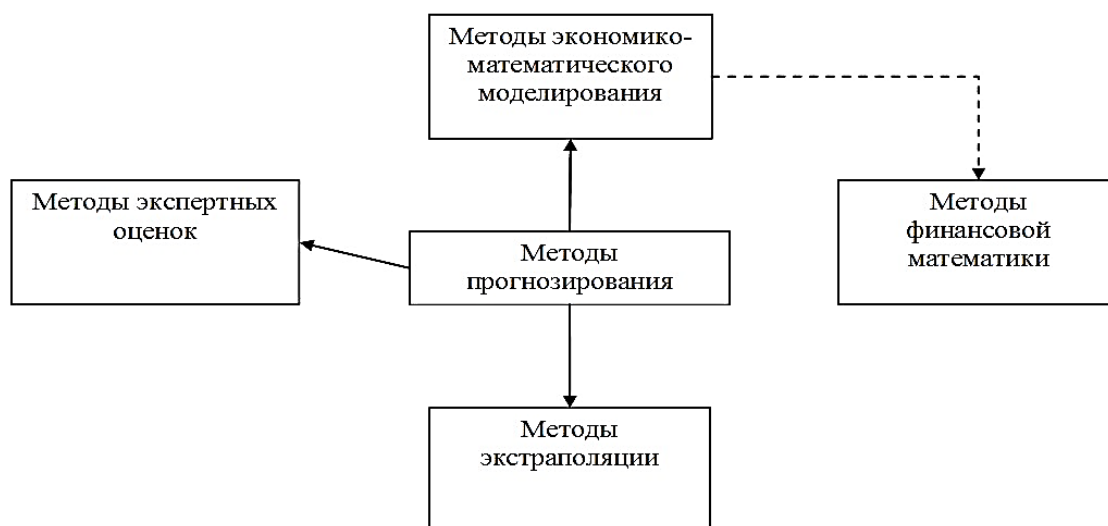 Методы экономико-
математического
моделирования
Методы экспертных
оценок
Методы
прогнозирования
Методы
финансовой
математики
Методы
экстраполяции